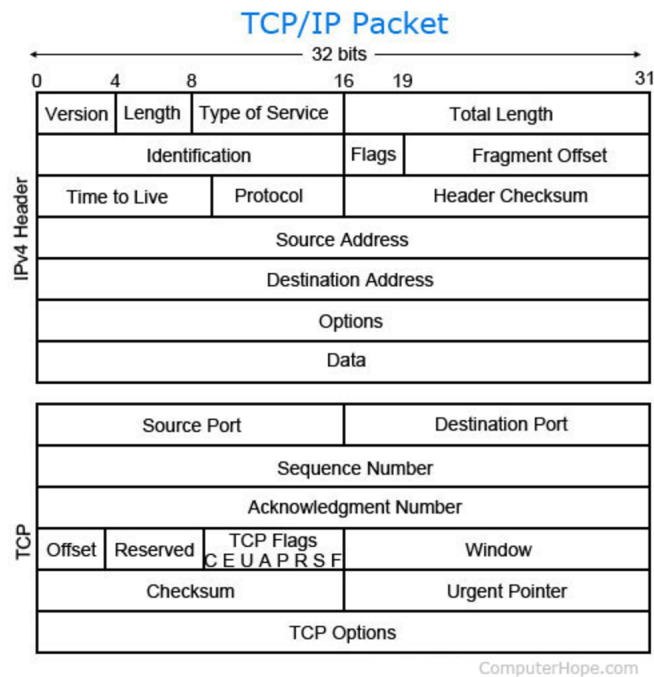 TCP/IP Packet
32 bits
0 4 8 16 19 31
Version Length Type of Service Total Length
Identification Flags Fragment Offset
Time to Live Protocol Header Checksum
Source Address
Destination Address
Options
Data
IPv4 Header
Source Port Destination Port
Sequence Number
Acknowledgment Number
Offset Reserved TCP Flags Window
C E U A P R S F
Checksum Urgent Pointer
TCP Options
TCP
ComputerHope.com